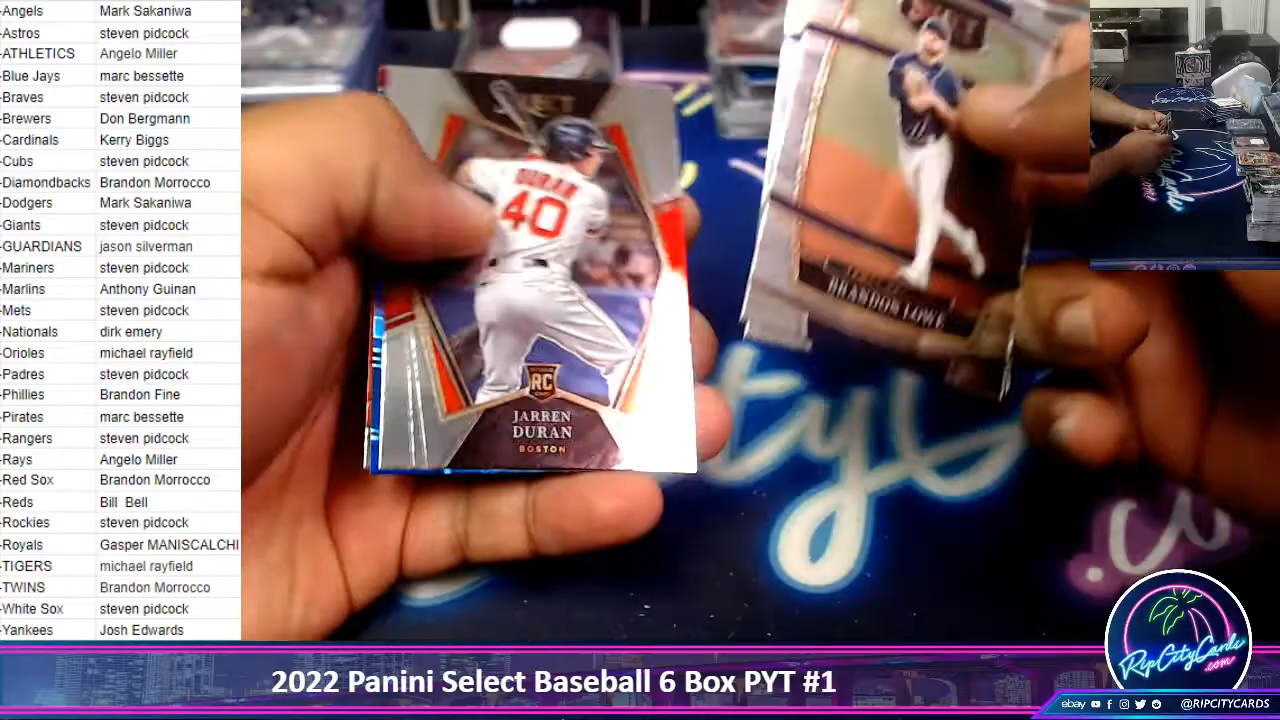 -Angels Mark Sakaniwa
-Astros steven pidcock
-ATHLETICS Angelo Miller
-Blue Jays marc bessette
-Braves steven pidcock
-Brewers Don Bergmann
-Cardinals Kerry Biggs
-Cubs steven pidcock
-Diamondbacks Brandon Morrocco
-Dodgers Mark Sakaniwa
-Giants steven pidcock
-GUARDIANS jason silverman
-Mariners steven pidcock
-Marlins Anthony Guinan
-Mets steven pidcock
-Nationals dirk emery
-Orioles michael rayfield
-Padres steven pidcock
-Phillies Brandon Fine
-Pirates marc bessette
-Rangers steven pidcock
-Rays Angelo Miller
-Red Sox Brandon Morrocco
-Reds Bill Bell
-Rockies steven pidcock
-Royals Gasper MANISCALCHI
-TIGERS michael rayfield
-TWINS Brandon Morrocco
-White Sox steven pidcock
-Yankees Josh Edwards
DURAN
40
RC
JARREN
DURAN
BOSTON
BRANDON LOWE
tyC
.co
RipCityCards
.com
2022 Panini Select Baseball 6 Box PYT #1
ebay @RIPCITYCARDS